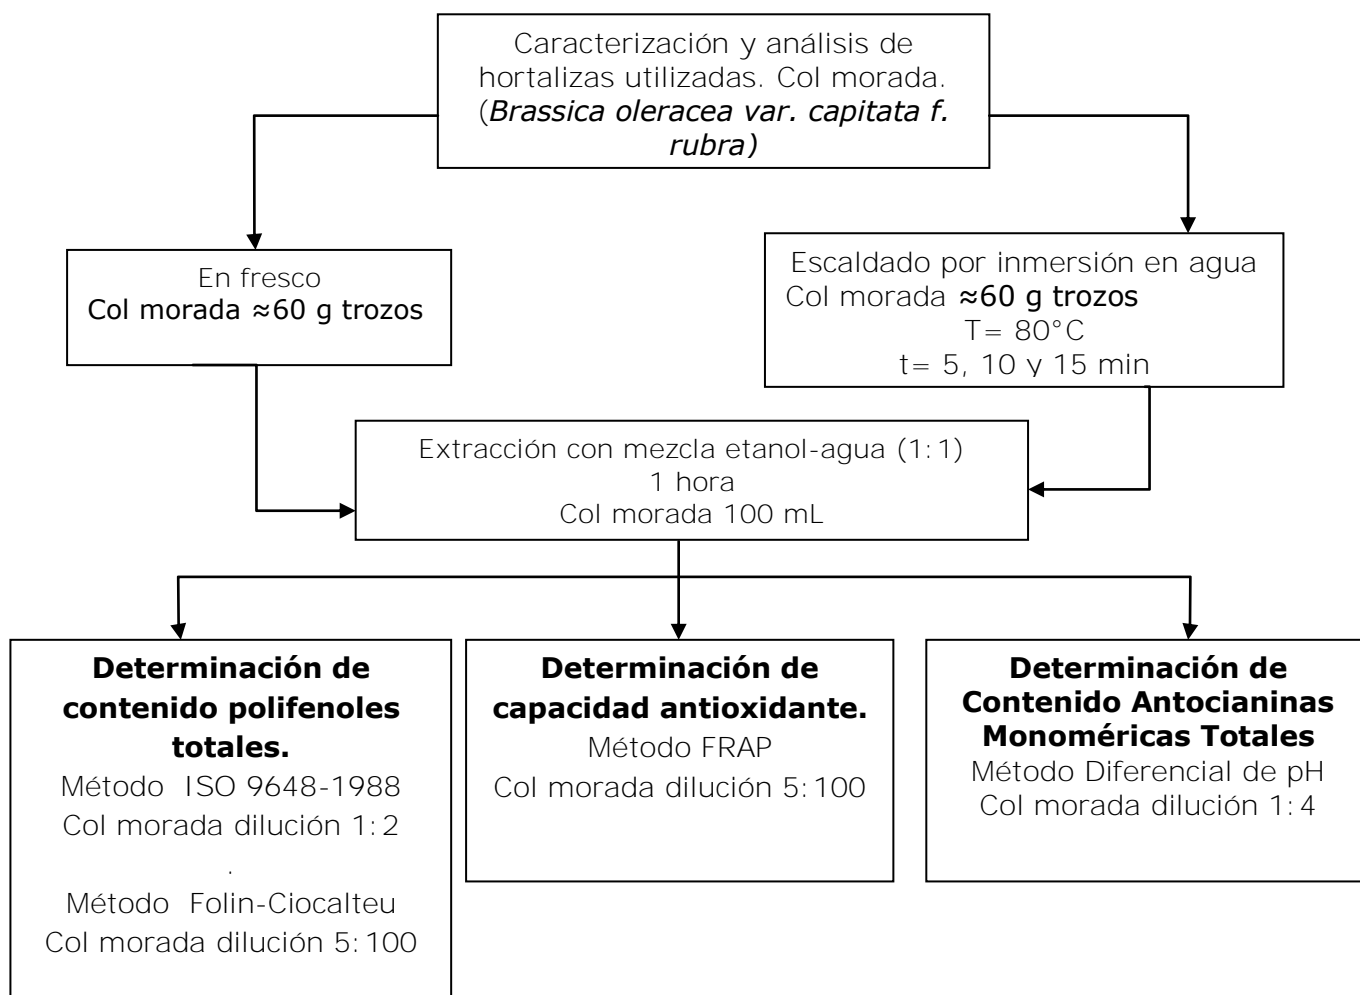 Caracterización y análisis de
hortalizas utilizadas. Col morada.
(Brassica oleracea var. capitata f.
rubra)
En fresco
Col morada ≈60 g trozos
Escaldado por inmersión en agua
Col morada ≈60 g trozos
T= 80°C
t= 5, 10 y 15 min
Extracción con mezcla etanol-agua (1:1)
1 hora
Col morada 100 mL
Determinación de
contenido polifenoles
totales.
Método ISO 9648-1988
Col morada dilución 1:2
.
Método Folin-Ciocalteu
Col morada dilución 5:100
Determinación de
capacidad antioxidante.
Método FRAP
Col morada dilución 5:100
Determinación de
Contenido Antocianinas
Monoméricas Totales
Método Diferencial de pH
Col morada dilución 1:4